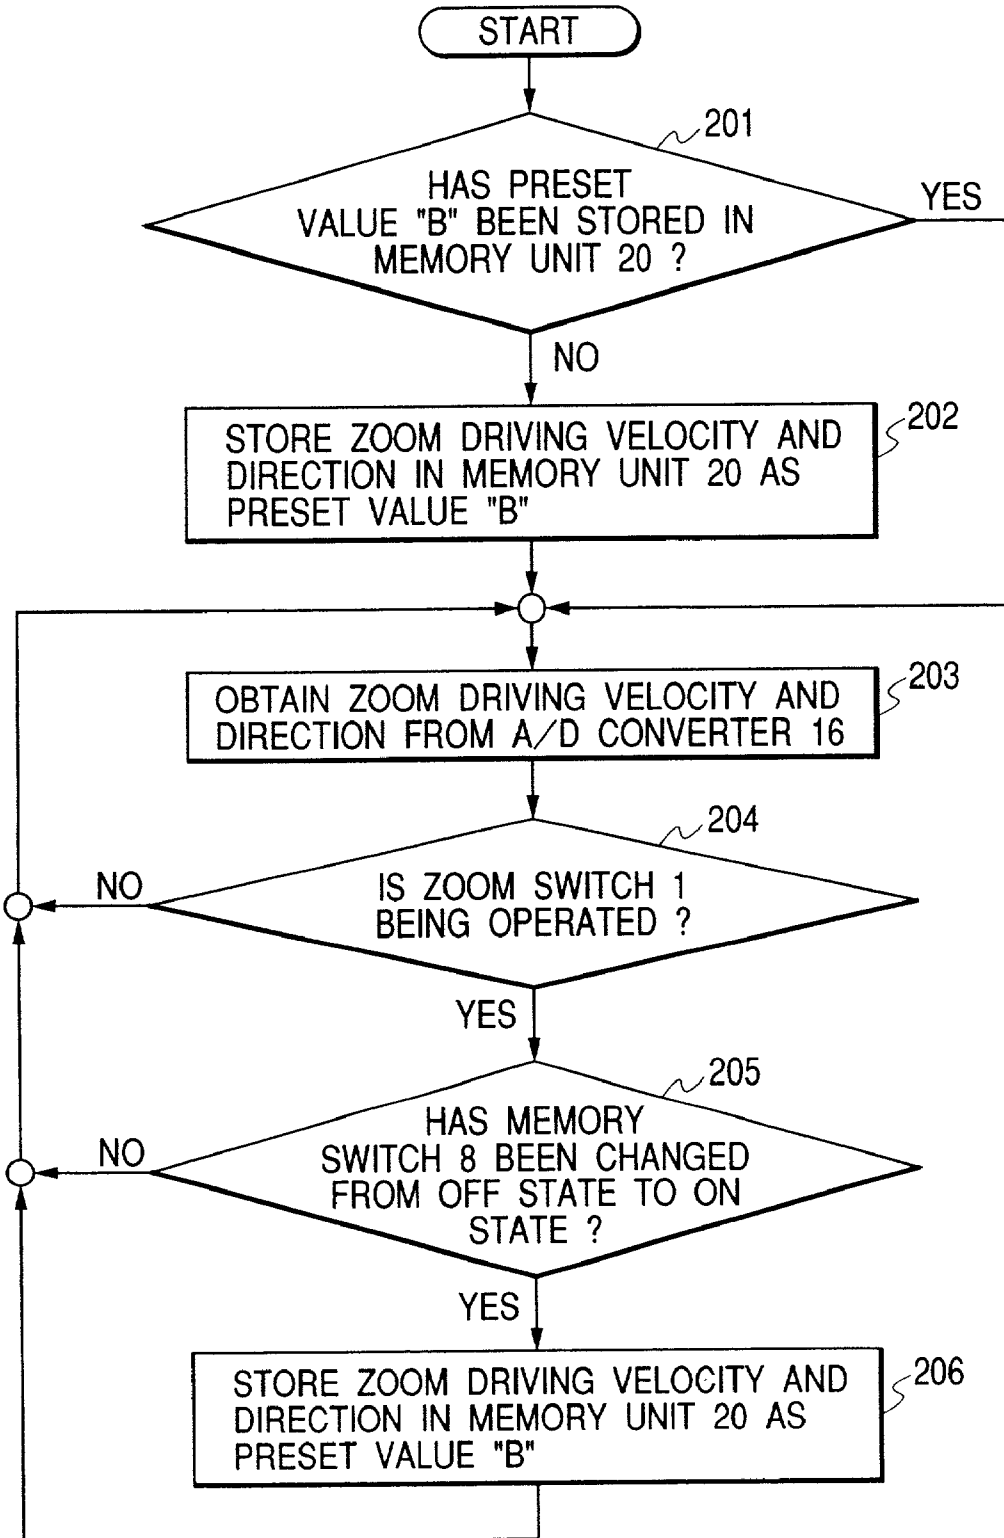 START
201
HAS PRESET
VALUE "B" BEEN STORED IN
MEMORY UNIT 20 ?
YES
NO
202
STORE ZOOM DRIVING VELOCITY AND
DIRECTION IN MEMORY UNIT 20 AS
PRESET VALUE "B"
203
OBTAIN ZOOM DRIVING VELOCITY AND
DIRECTION FROM A/D CONVERTER 16
204
IS ZOOM SWITCH 1
BEING OPERATED ?
NO
YES
205
HAS MEMORY
SWITCH 8 BEEN CHANGED
FROM OFF STATE TO ON
STATE ?
NO
YES
206
STORE ZOOM DRIVING VELOCITY AND
DIRECTION IN MEMORY UNIT 20 AS
PRESET VALUE "B"